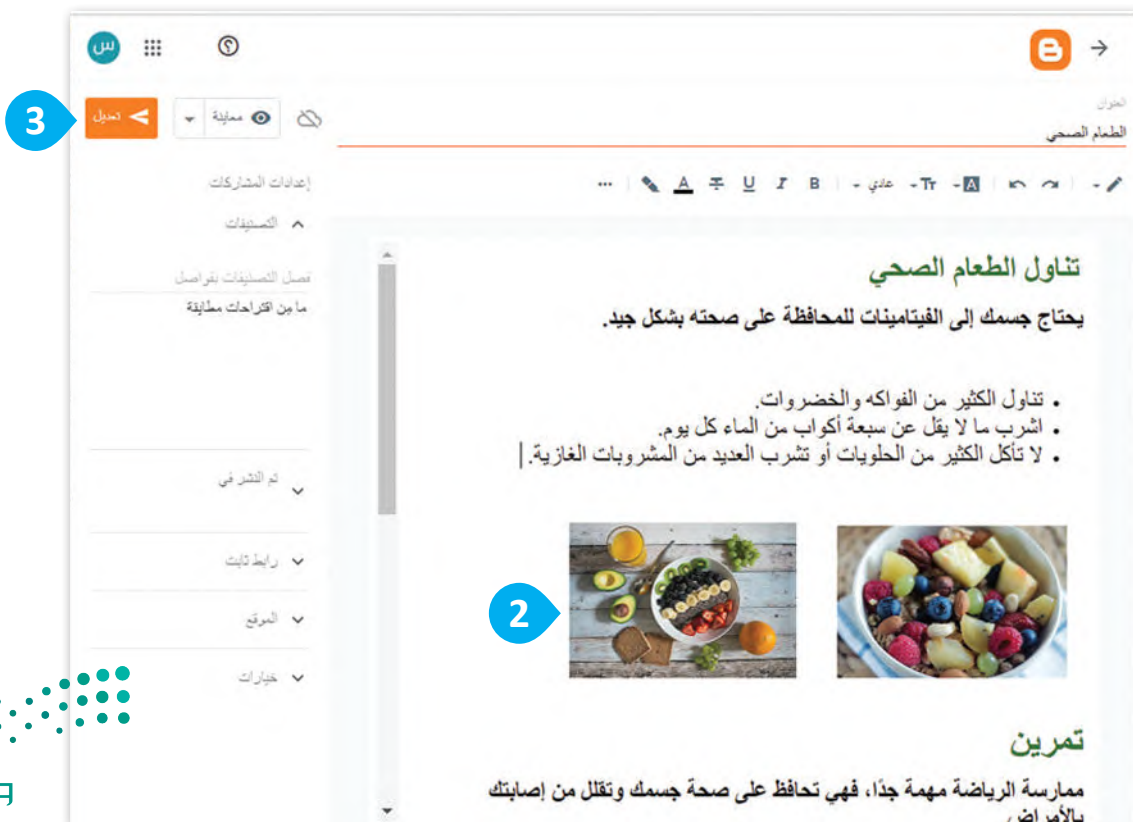 س
العنوان
الطعام الصحي
3
تعديل
معاينة
عادي
B I U A
إعدادات المشاركات
التصنيفات
فصل التصنيفات بفواصل
ما مِن اقتراحات مطابقة
تم النشر في
رابط ثابت
الموقع
خيارات
تناول الطعام الصحي
يحتاج جسمك إلى الفيتامينات للمحافظة على صحته بشكل جيد.
• تناول الكثير من الفواكه والخضروات.
• اشرب ما لا يقل عن سبعة أكواب من الماء كل يوم.
• لا تأكل الكثير من الحلويات أو تشرب العديد من المشروبات الغازية.
2
تمرين
ممارسة الرياضة مهمة جدًا، فهي تحافظ على صحة جسمك وتقلل من إصابتك
بالأمراض